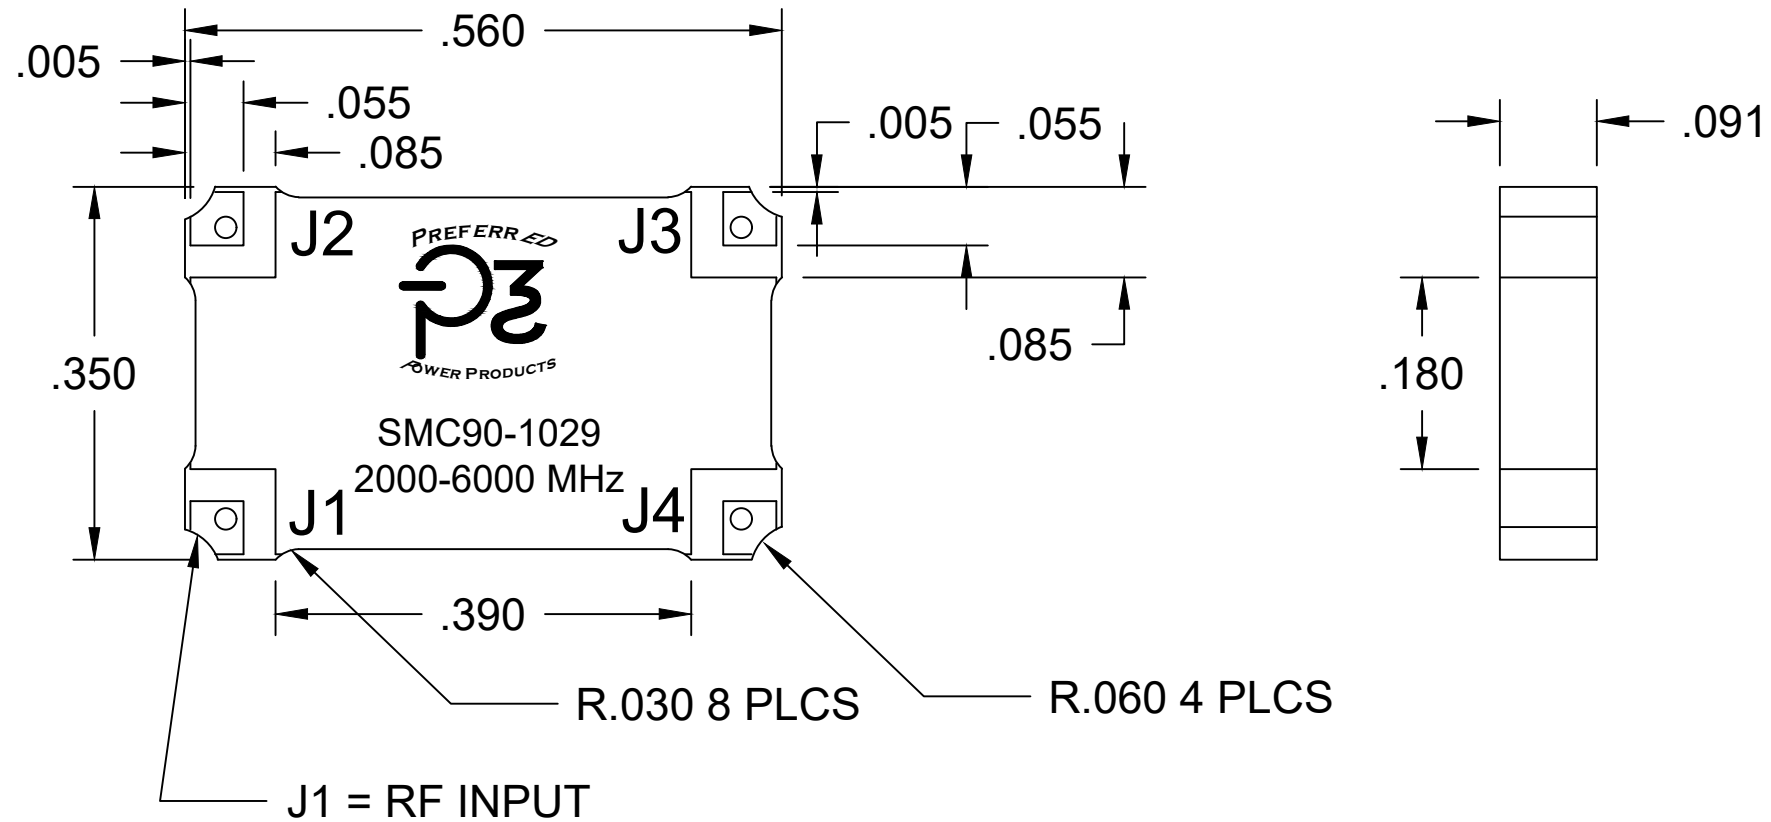 .560
.005
.055
.085
.005
.055
.091
J2
J3
PREFERRED
.085
.350
.180
POWER PRODUCTS
SMC90-1029
2000-6000 MHz
J1
J4
.390
R.030 8 PLCS
R.060 4 PLCS
J1 = RF INPUT